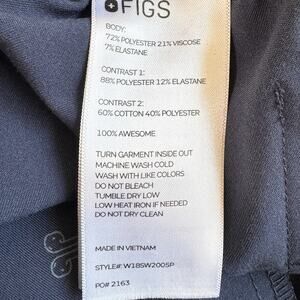 FIGS
BODY:
72% POLYESTER 21% VISCOSE
7% ELASTANE
CONTRAST 1:
88% POLYESTER 12% ELASTANE
CONTRAST 2:
60% COTTON 40% POLYESTER
100% AWESOME
TURN GARMENT INSIDE OUT
MACHINE WASH COLD
WASH WITH LIKE COLORS
DO NOT BLEACH
TUMBLE DRY LOW
LOW HEAT IRON IF NEEDED
DO NOT DRY CLEAN
MADE IN VIETNAM
STYLE#: W18SW2005P
PO# 2163